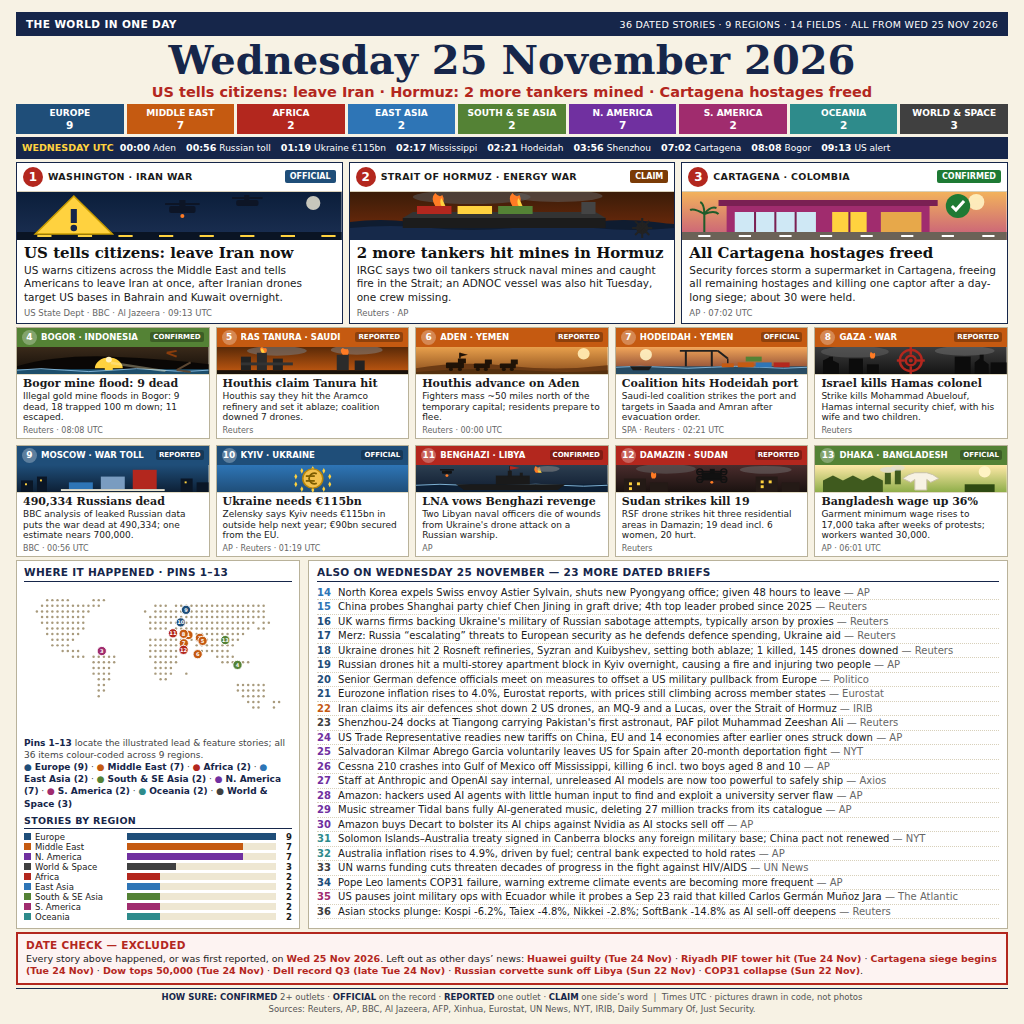 THE WORLD IN ONE DAY
36 DATED STORIES · 9 REGIONS · 14 FIELDS · ALL FROM WED 25 NOV 2026
Wednesday 25 November 2026
US tells citizens: leave Iran · Hormuz: 2 more tankers mined · Cartagena hostages freed
EUROPE
9
MIDDLE EAST
7
AFRICA
2
EAST ASIA
2
SOUTH & SE ASIA
2
N. AMERICA
7
S. AMERICA
2
OCEANIA
2
WORLD & SPACE
3
WEDNESDAY UTC 00:00 Aden 00:56 Russian toll 01:19 Ukraine €115bn 02:17 Mississippi 02:21 Hodeidah 03:56 Shenzhou 07:02 Cartagena 08:08 Bogor 09:13 US alert
1 WASHINGTON · IRAN WAR OFFICIAL
US tells citizens: leave Iran now
US warns citizens across the Middle East and tells
Americans to leave Iran at once, after Iranian drones
target US bases in Bahrain and Kuwait overnight.
US State Dept · BBC · Al Jazeera · 09:13 UTC
2 STRAIT OF HORMUZ · ENERGY WAR CLAIM
2 more tankers hit mines in Hormuz
IRGC says two oil tankers struck naval mines and caught
fire in the Strait; an ADNOC vessel was also hit Tuesday,
one crew missing.
Reuters · AP
3 CARTAGENA · COLOMBIA CONFIRMED
All Cartagena hostages freed
Security forces storm a supermarket in Cartagena, freeing
all remaining hostages and killing one captor after a day-
long siege; about 30 were held.
AP · 07:02 UTC
4 BOGOR · INDONESIA CONFIRMED
Bogor mine flood: 9 dead
Illegal gold mine floods in Bogor: 9
dead, 18 trapped 100 m down; 11
escaped.
Reuters · 08:08 UTC
5 RAS TANURA · SAUDI REPORTED
Houthis claim Tanura hit
Houthis say they hit the Aramco
refinery and set it ablaze; coalition
downed 7 drones.
Reuters
6 ADEN · YEMEN REPORTED
Houthis advance on Aden
Fighters mass ~50 miles north of the
temporary capital; residents prepare to
flee.
Reuters · 00:00 UTC
7 HODEIDAH · YEMEN OFFICIAL
Coalition hits Hodeidah port
Saudi-led coalition strikes the port and
targets in Saada and Amran after
evacuation order.
SPA · Reuters · 02:21 UTC
8 GAZA · WAR REPORTED
Israel kills Hamas colonel
Strike kills Mohammad Abuelouf,
Hamas internal security chief, with his
wife and two children.
Reuters
9 MOSCOW · WAR TOLL REPORTED
490,334 Russians dead
BBC analysis of leaked Russian data
puts the war dead at 490,334; one
estimate nears 700,000.
BBC · 00:56 UTC
10 KYIV · UKRAINE OFFICIAL
€
Ukraine needs €115bn
Zelensky says Kyiv needs €115bn in
outside help next year; €90bn secured
from the EU.
AP · Reuters · 01:19 UTC
11 BENGHAZI · LIBYA CONFIRMED
LNA vows Benghazi revenge
Two Libyan naval officers die of wounds
from Ukraine's drone attack on a
Russian warship.
AP
12 DAMAZIN · SUDAN REPORTED
Sudan strikes kill 19
RSF drone strikes hit three residential
areas in Damazin; 19 dead incl. 6
women, 20 hurt.
Reuters
13 DHAKA · BANGLADESH OFFICIAL
Bangladesh wage up 36%
Garment minimum wage rises to
17,000 taka after weeks of protests;
workers wanted 30,000.
AP · 06:01 UTC
WHERE IT HAPPENED · PINS 1–13
Pins 1–13 locate the illustrated lead & feature stories; all
36 items colour-coded across 9 regions.
● Europe (9) · ● Middle East (7) · ● Africa (2) · ●
East Asia (2) · ● South & SE Asia (2) · ● N. America
(7) · ● S. America (2) · ● Oceania (2) · ● World &
Space (3)
STORIES BY REGION
Europe 9
Middle East 7
N. America 7
World & Space 3
Africa 2
East Asia 2
South & SE Asia 2
S. America 2
Oceania 2
ALSO ON WEDNESDAY 25 NOVEMBER — 23 MORE DATED BRIEFS
14 North Korea expels Swiss envoy Astier Sylvain, shuts new Pyongyang office; given 48 hours to leave — AP
15 China probes Shanghai party chief Chen Jining in graft drive; 4th top leader probed since 2025 — Reuters
16 UK warns firms backing Ukraine's military of Russian sabotage attempts, typically arson by proxies — Reuters
17 Merz: Russia “escalating” threats to European security as he defends defence spending, Ukraine aid — Reuters
18 Ukraine drones hit 2 Rosneft refineries, Syzran and Kuibyshev, setting both ablaze; 1 killed, 145 drones downed — Reuters
19 Russian drones hit a multi-storey apartment block in Kyiv overnight, causing a fire and injuring two people — AP
20 Senior German defence officials meet on measures to offset a US military pullback from Europe — Politico
21 Eurozone inflation rises to 4.0%, Eurostat reports, with prices still climbing across member states — Eurostat
22 Iran claims its air defences shot down 2 US drones, an MQ-9 and a Lucas, over the Strait of Hormuz — IRIB
23 Shenzhou-24 docks at Tiangong carrying Pakistan's first astronaut, PAF pilot Muhammad Zeeshan Ali — Reuters
24 US Trade Representative readies new tariffs on China, EU and 14 economies after earlier ones struck down — AP
25 Salvadoran Kilmar Abrego Garcia voluntarily leaves US for Spain after 20-month deportation fight — NYT
26 Cessna 210 crashes into Gulf of Mexico off Mississippi, killing 6 incl. two boys aged 8 and 10 — AP
27 Staff at Anthropic and OpenAI say internal, unreleased AI models are now too powerful to safely ship — Axios
28 Amazon: hackers used AI agents with little human input to find and exploit a university server flaw — AP
29 Music streamer Tidal bans fully AI-generated music, deleting 27 million tracks from its catalogue — AP
30 Amazon buys Decart to bolster its AI chips against Nvidia as AI stocks sell off — AP
31 Solomon Islands–Australia treaty signed in Canberra blocks any foreign military base; China pact not renewed — NYT
32 Australia inflation rises to 4.9%, driven by fuel; central bank expected to hold rates — AP
33 UN warns funding cuts threaten decades of progress in the fight against HIV/AIDS — UN News
34 Pope Leo laments COP31 failure, warning extreme climate events are becoming more frequent — AP
35 US pauses joint military ops with Ecuador while it probes a Sep 23 raid that killed Carlos Germán Muñoz Jara — The Atlantic
36 Asian stocks plunge: Kospi -6.2%, Taiex -4.8%, Nikkei -2.8%; SoftBank -14.8% as AI sell-off deepens — Reuters
DATE CHECK — EXCLUDED
Every story above happened, or was first reported, on Wed 25 Nov 2026. Left out as other days’ news: Huawei guilty (Tue 24 Nov) · Riyadh PIF tower hit (Tue 24 Nov) · Cartagena siege begins
(Tue 24 Nov) · Dow tops 50,000 (Tue 24 Nov) · Dell record Q3 (late Tue 24 Nov) · Russian corvette sunk off Libya (Sun 22 Nov) · COP31 collapse (Sun 22 Nov).
HOW SURE: CONFIRMED 2+ outlets · OFFICIAL on the record · REPORTED one outlet · CLAIM one side’s word | Times UTC · pictures drawn in code, not photos
Sources: Reuters, AP, BBC, Al Jazeera, AFP, Xinhua, Eurostat, UN News, NYT, IRIB, Daily Summary Of, Just Security.